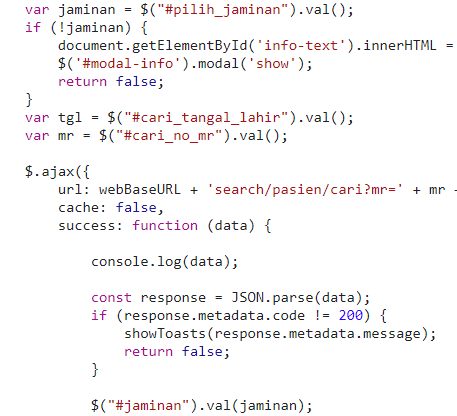 var jaminan = $("#pilih_jaminan").val();
if (!jaminan) {
document.getElementById('info-text').innerHTML =
$('#modal-info').modal('show');
return false;
}
var tgl = $("#cari_tangal_lahir").val();
var mr = $("#cari_no_mr").val();
$.ajax({
url: webBaseURL + 'search/pasien/cari?mr=' + mr
cache: false,
success: function (data) {
console.log(data);
const response = JSON.parse(data);
if (response.metadata.code != 200) {
showToasts(response.metadata.message);
return false;
}
$("#jaminan").val(jaminan);